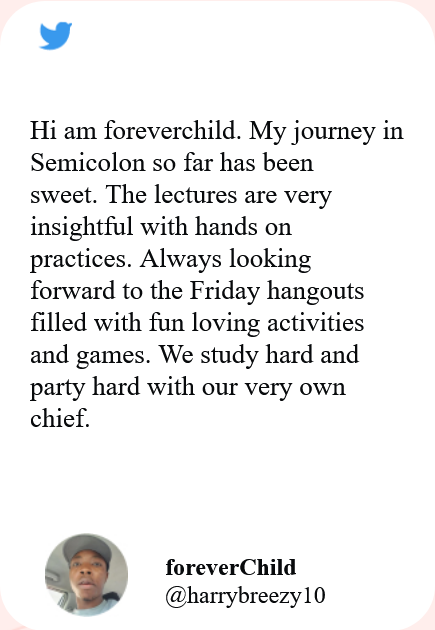 Hi am foreverchild. My journey in
Semicolon so far has been
sweet. The lectures are very
insightful with hands on
practices. Always looking
forward to the Friday hangouts
filled with fun loving activities
and games. We study hard and
party hard with our very own
chief.
foreverChild
@harrybreezy10